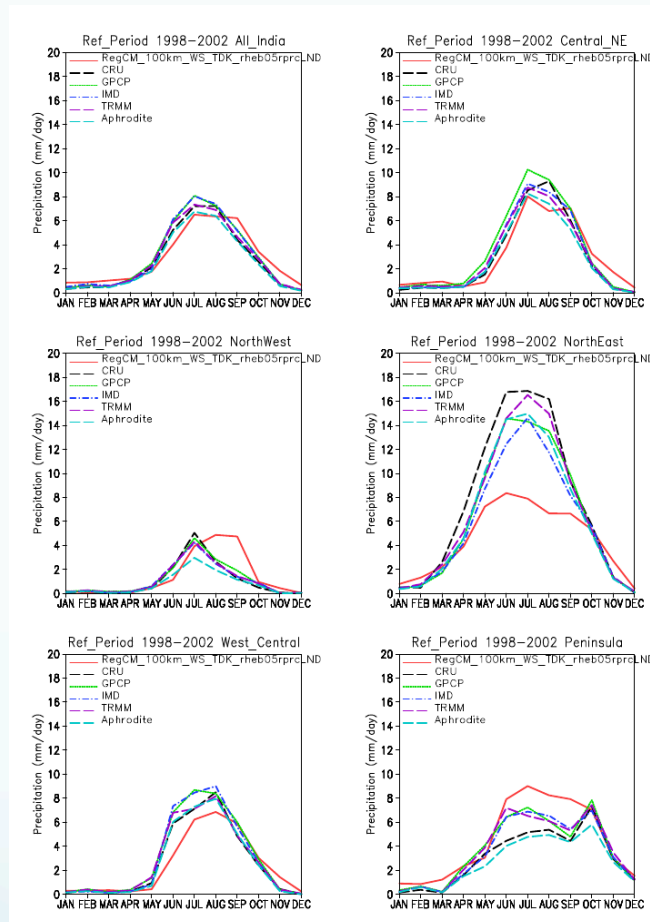 Ref_Period 1998-2002 All_India
20
18
16
14
12
10
8
6
4
2
0
Precipitation (mm/day)
RegCM_100km_WS_TDK_rheb05rprc_LND
CRU
GPCP
IMD
TRMM
Aphrodite
JAN FEB MAR APR MAY JUN JUL AUG SEP OCT NOV DEC
Ref_Period 1998-2002 Central_NE
20
18
16
14
12
10
8
6
4
2
0
Precipitation (mm/day)
RegCM_100km_WS_TDK_rheb05rprc_LND
CRU
GPCP
IMD
TRMM
Aphrodite
JAN FEB MAR APR MAY JUN JUL AUG SEP OCT NOV DEC
Ref_Period 1998-2002 NorthWest
20
18
16
14
12
10
8
6
4
2
0
Precipitation (mm/day)
RegCM_100km_WS_TDK_rheb05rprc_LND
CRU
GPCP
IMD
TRMM
Aphrodite
JAN FEB MAR APR MAY JUN JUL AUG SEP OCT NOV DEC
Ref_Period 1998-2002 NorthEast
20
18
16
14
12
10
8
6
4
2
0
Precipitation (mm/day)
RegCM_100km_WS_TDK_rheb05rprc_LND
CRU
GPCP
IMD
TRMM
Aphrodite
JAN FEB MAR APR MAY JUN JUL AUG SEP OCT NOV DEC
Ref_Period 1998-2002 West_Central
20
18
16
14
12
10
8
6
4
2
0
Precipitation (mm/day)
RegCM_100km_WS_TDK_rheb05rprc_LND
CRU
GPCP
IMD
TRMM
Aphrodite
JAN FEB MAR APR MAY JUN JUL AUG SEP OCT NOV DEC
Ref_Period 1998-2002 Peninsula
20
18
16
14
12
10
8
6
4
2
0
Precipitation (mm/day)
RegCM_100km_WS_TDK_rheb05rprc_LND
CRU
GPCP
IMD
TRMM
Aphrodite
JAN FEB MAR APR MAY JUN JUL AUG SEP OCT NOV DEC